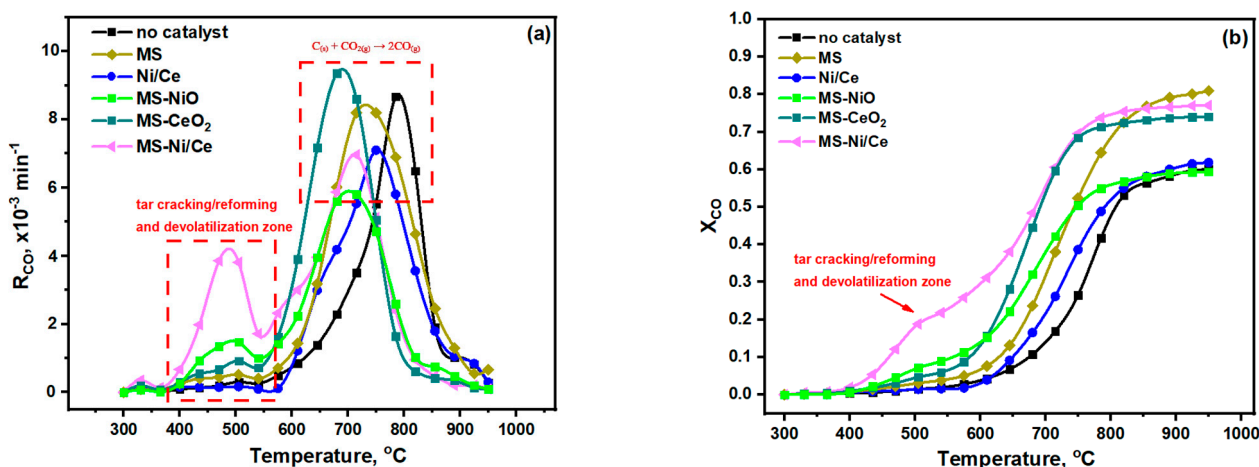 (a)
no catalyst
MS
Ni/Ce
MS-NiO
MS-CeO₂
MS-Ni/Ce
C(s) + CO₂(g) → 2CO(g)
tar cracking/reforming
and devolatilization zone
R_CO, x10⁻³ min⁻¹
10
8
6
4
2
0
300 400 500 600 700 800 900 1000
Temperature, °C
(b)
no catalyst
MS
Ni/Ce
MS-NiO
MS-CeO₂
MS-Ni/Ce
tar cracking/reforming
and devolatilization zone
X_CO
1.0
0.9
0.8
0.7
0.6
0.5
0.4
0.3
0.2
0.1
0.0
300 400 500 600 700 800 900 1000
Temperature, °C